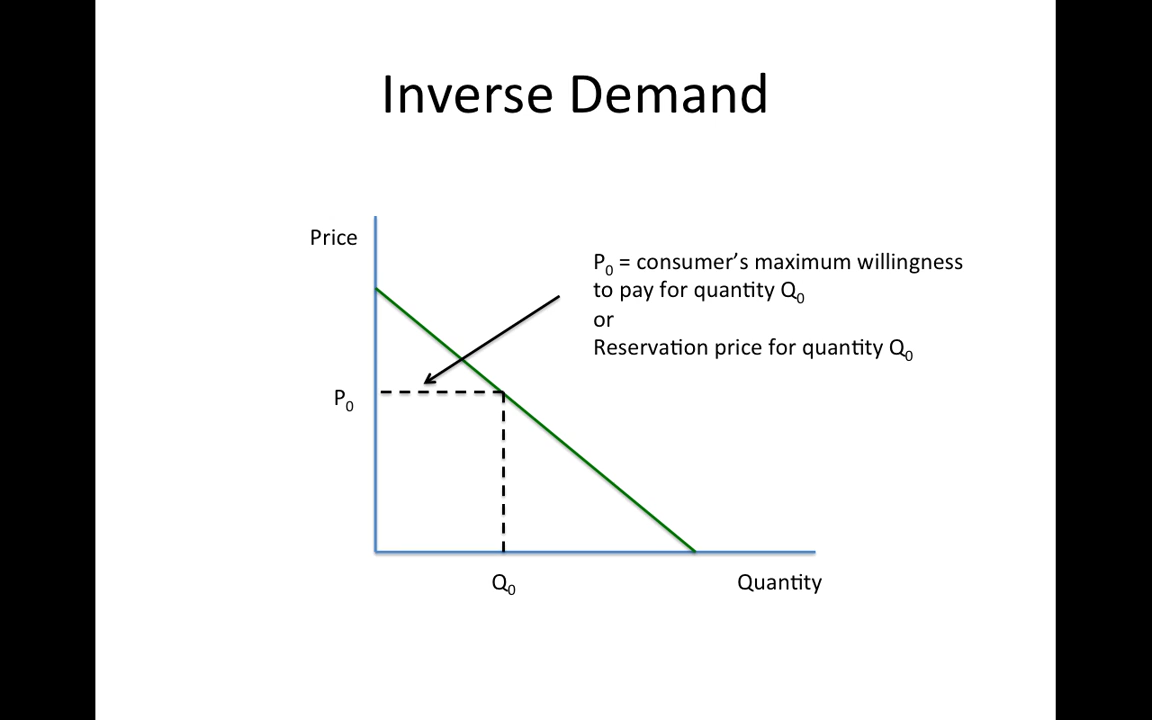 Inverse Demand
Price
P₀ = consumer’s maximum willingness
to pay for quantity Q₀
or
Reservation price for quantity Q₀
P₀
Q₀
Quantity